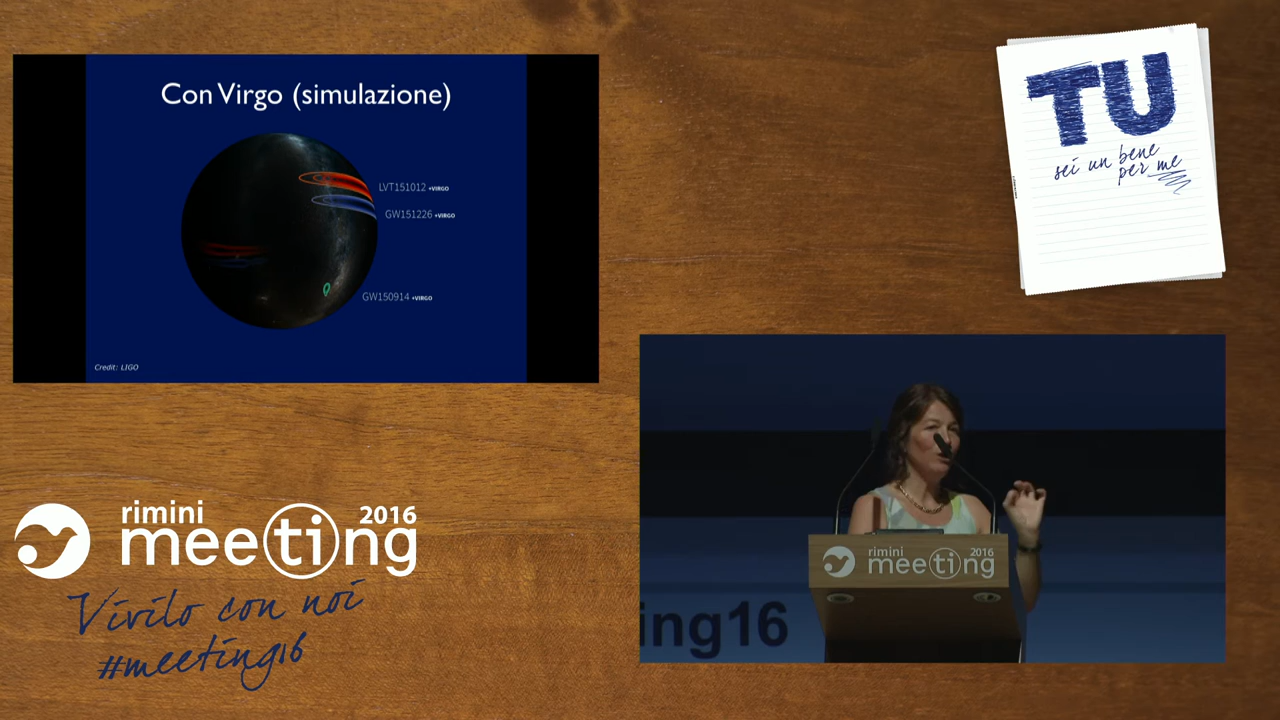 Con Virgo (simulazione)
LVT151012 +VIRGO
GW151226 +VIRGO
GW150914 +VIRGO
Credit: LIGO
TU
sei un bene
per me
rimini 2016
meeting
Vivilo con noi
#meeting16
rimini 2016
meeting
ing16